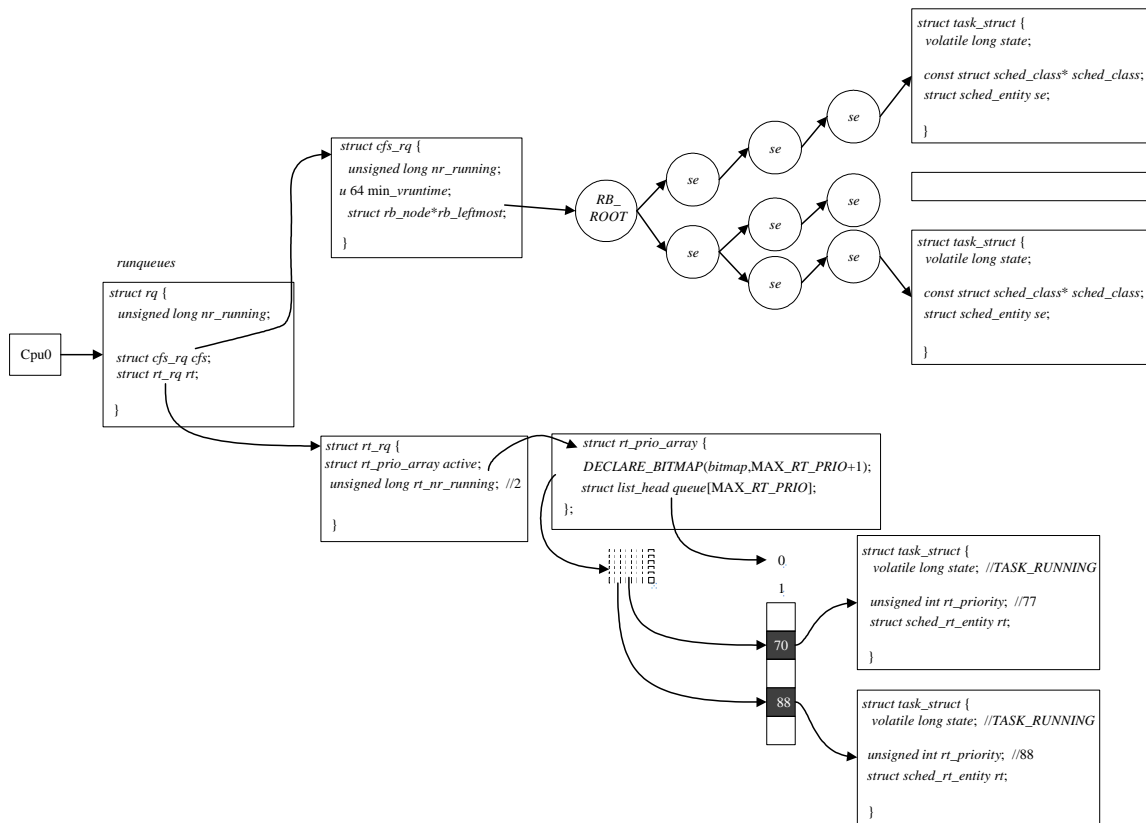 struct task_struct {
volatile long state;
const struct sched_class* sched_class;
struct sched_entity se;
}
struct cfs_rq {
unsigned long nr_running;
u 64 min_vruntime;
struct rb_node*rb_leftmost;
}
RB_
ROOT
se
se
se
se
se
se
se
se
struct task_struct {
volatile long state;
const struct sched_class* sched_class;
struct sched_entity se;
}
runqueues
Cpu0
struct rq {
unsigned long nr_running;
struct cfs_rq cfs;
struct rt_rq rt;
}
struct rt_rq {
struct rt_prio_array active;
unsigned long rt_nr_running; //2
}
struct rt_prio_array {
DECLARE_BITMAP(bitmap,MAX_RT_PRIO+1);
struct list_head queue[MAX_RT_PRIO];
};
0
1
70
88
struct task_struct {
volatile long state; //TASK_RUNNING
unsigned int rt_priority; //77
struct sched_rt_entity rt;
}
struct task_struct {
volatile long state; //TASK_RUNNING
unsigned int rt_priority; //88
struct sched_rt_entity rt;
}